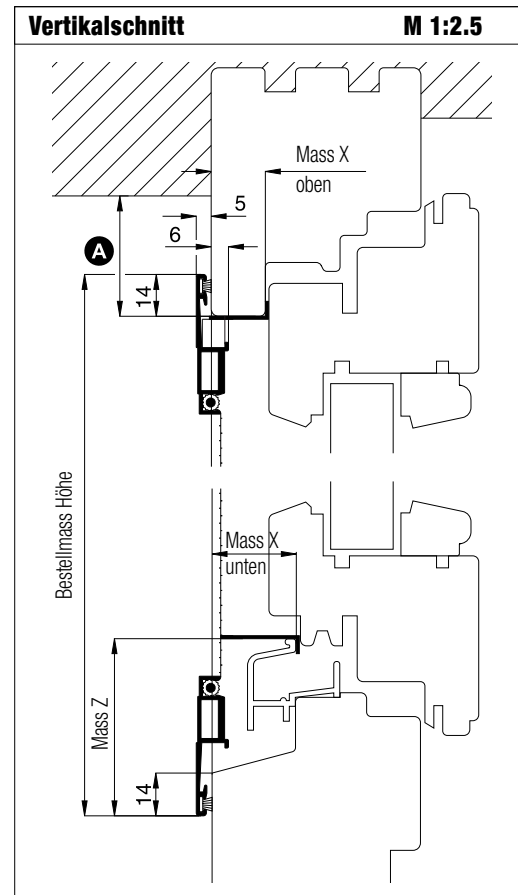 Vertikalschnitt M 1:2.5
Mass X
oben
5
6
A
14
Bestellmass Höhe
Mass X
unten
Mass Z
14